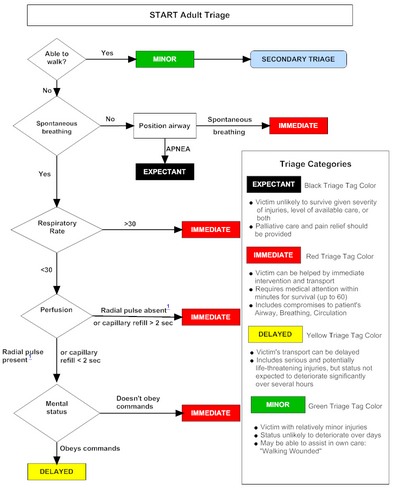 START Adult Triage
Able to
walk?
Yes
MINOR
SECONDARY TRIAGE
No
Spontaneous
breathing
No
Position airway
Spontaneous
breathing
IMMEDIATE
APNEA
EXPECTANT
Yes
Respiratory
Rate
>30
IMMEDIATE
<30
Perfusion
Radial pulse absent
or capillary refill > 2 sec
IMMEDIATE
Radial pulse
present
or capillary
refill < 2 sec
Mental
status
Doesn't obey
commands
IMMEDIATE
Obeys commands
DELAYED
Triage Categories
EXPECTANT Black Triage Tag Color
• Victim unlikely to survive given severity
of injuries, level of available care, or
both
• Palliative care and pain relief should
be provided
IMMEDIATE Red Triage Tag Color
• Victim can be helped by immediate
intervention and transport
• Requires medical attention within
minutes for survival (up to 60)
• Includes compromises to patient's
Airway, Breathing, Circulation
DELAYED Yellow Triage Tag Color
• Victim's transport can be delayed
• Includes serious and potentially
life-threatening injuries, but status not
expected to deteriorate significantly
over several hours
MINOR Green Triage Tag Color
• Victim with relatively minor injuries
• Status unlikely to deteriorate over days
• May be able to assist in own care:
"Walking Wounded"